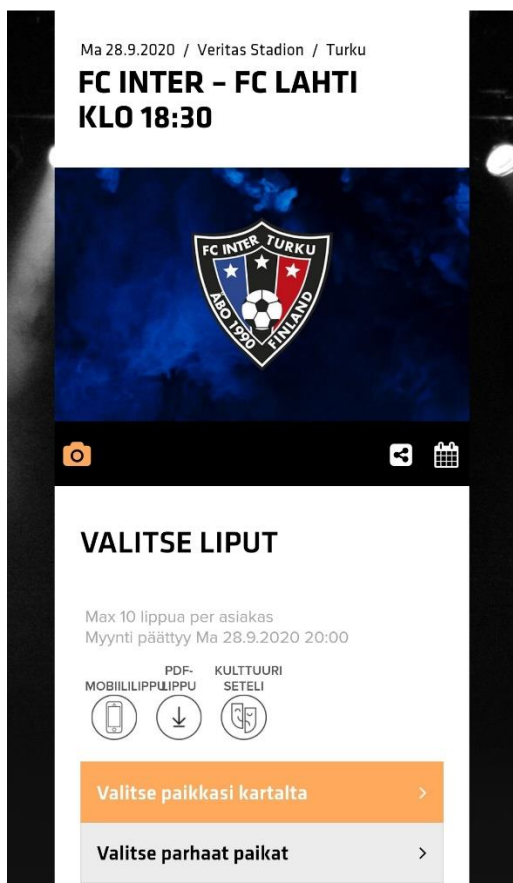 Ma 28.9.2020 / Veritas Stadion / Turku
FC INTER – FC LAHTI
KLO 18:30
FC INTER TURKU
ÅBO 1990 FINLAND
VALITSE LIPUT
Max 10 lippua per asiakas
Myynti päättyy Ma 28.9.2020 20:00
MOBIILILIPPU
PDF-
LIPPU
KULTTUURI
SETELI
Valitse paikkasi kartalta
Valitse parhaat paikat